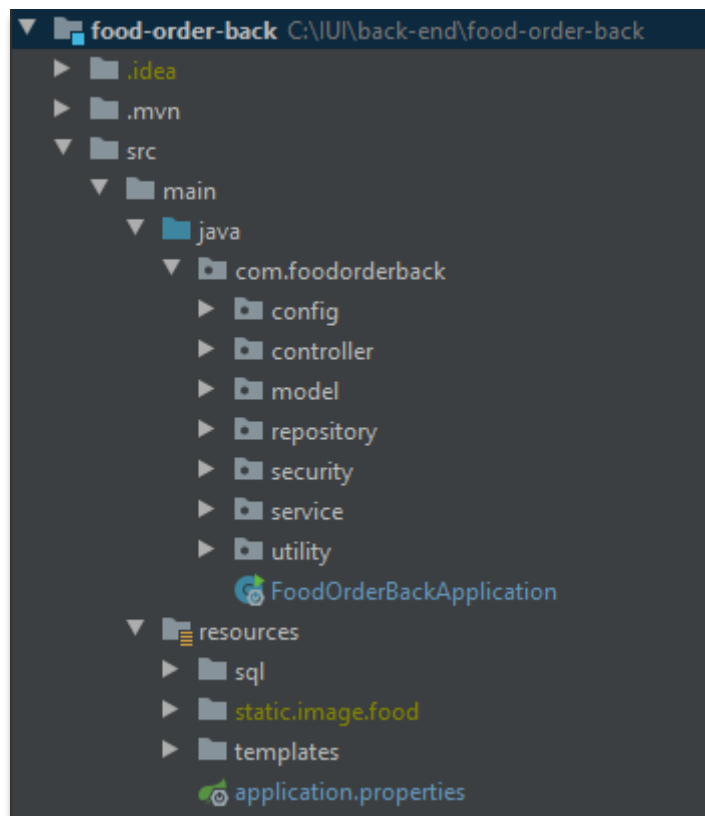 food-order-back C:\IUI\back-end\food-order-back
.idea
.mvn
src
main
java
com.foodorderback
config
controller
model
repository
security
service
utility
FoodOrderBackApplication
resources
sql
static.image.food
templates
application.properties